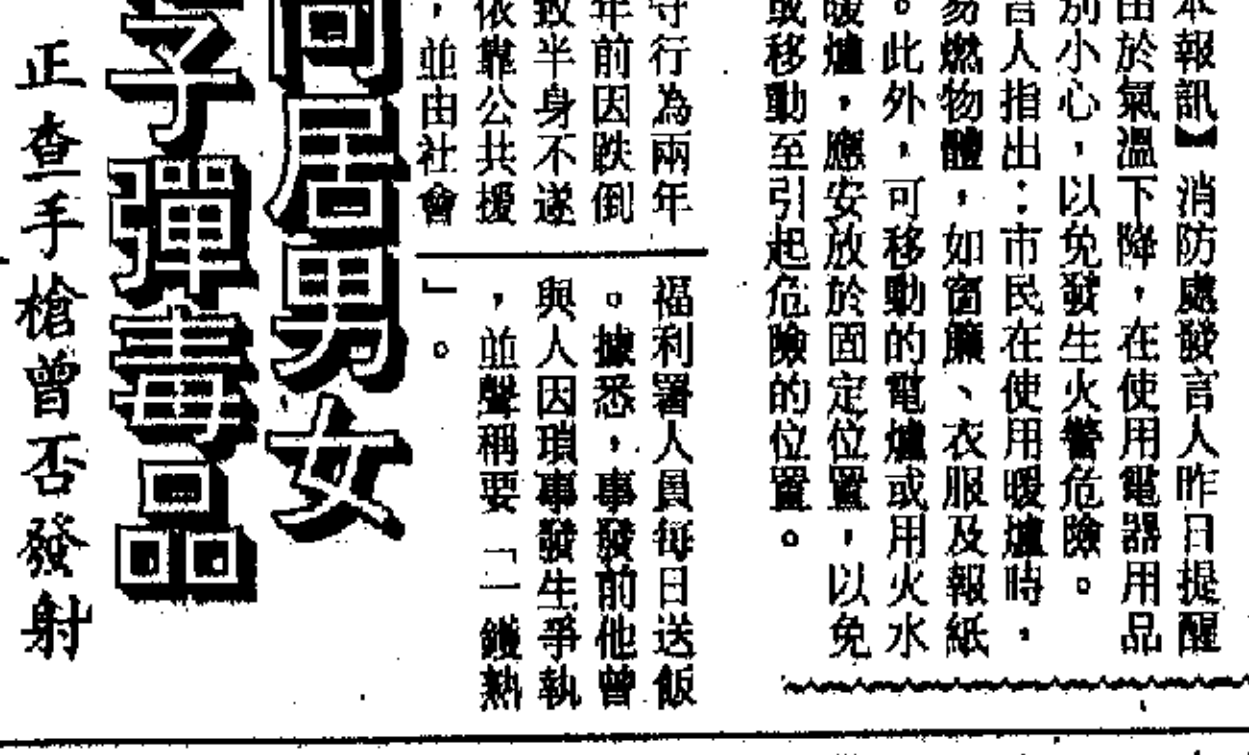 本報訊】消防處發言人昨日提醒
由於氣溫下降，在使用電器用品
別小心，以免發生火警危險。
言人指出：市民在使用暖爐時，
易燃物體，如窗簾、衣服及報紙
。此外，可移動的電爐或用火水
暖爐，應安放於固定位置，以免
或移動至引起危險的位置。
守行為兩年
年前因跌倒
致半身不遂
依靠公共援
，並由社會
福利署人員每日送飯
。據悉，事發前他曾
與人因瑣事發生爭執
，並聲稱要「一鑊熟
」。
同居男女
子彈毒品
正查手槍曾否發射